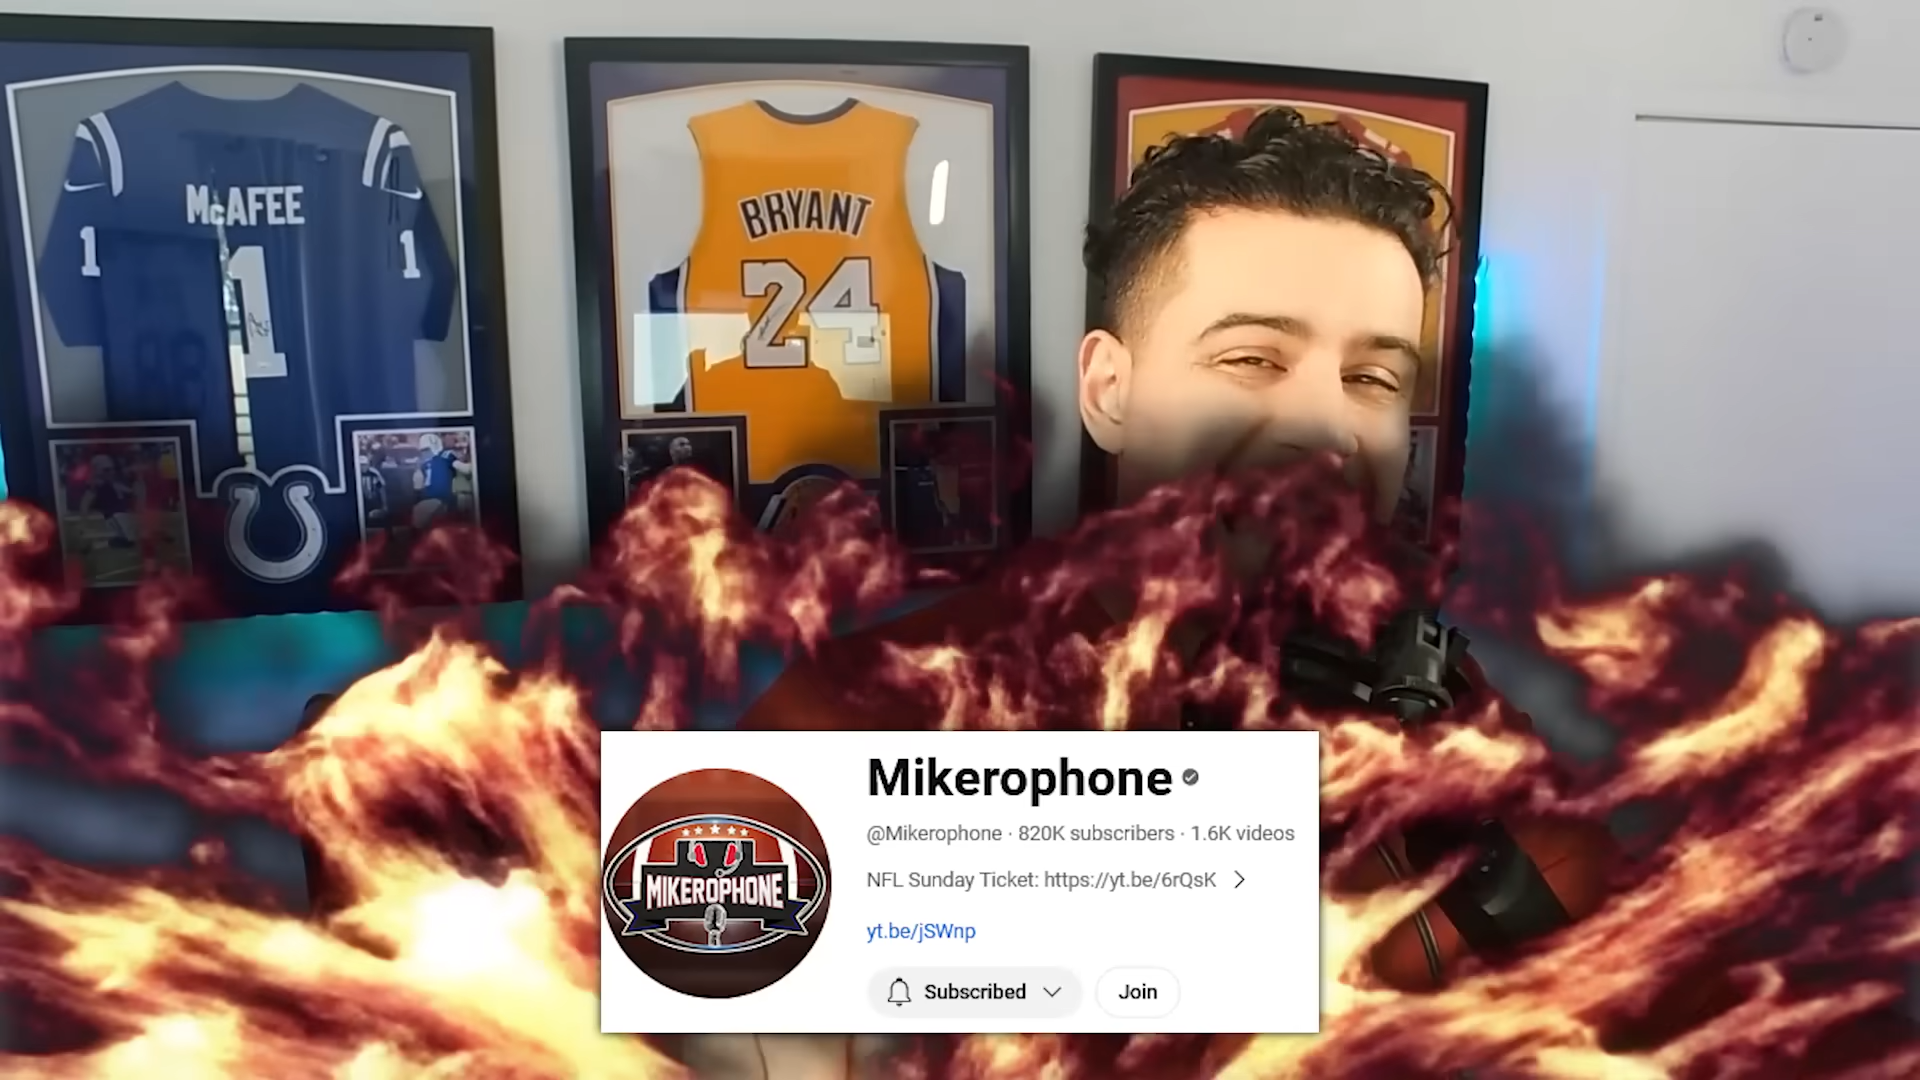 McAFEE
1
1
1
BRYANT
24
MIKEROPHONE
Mikerophone
@Mikerophone · 820K subscribers · 1.6K videos
NFL Sunday Ticket: https://yt.be/6rQsK
yt.be/jSWnp
Subscribed
Join